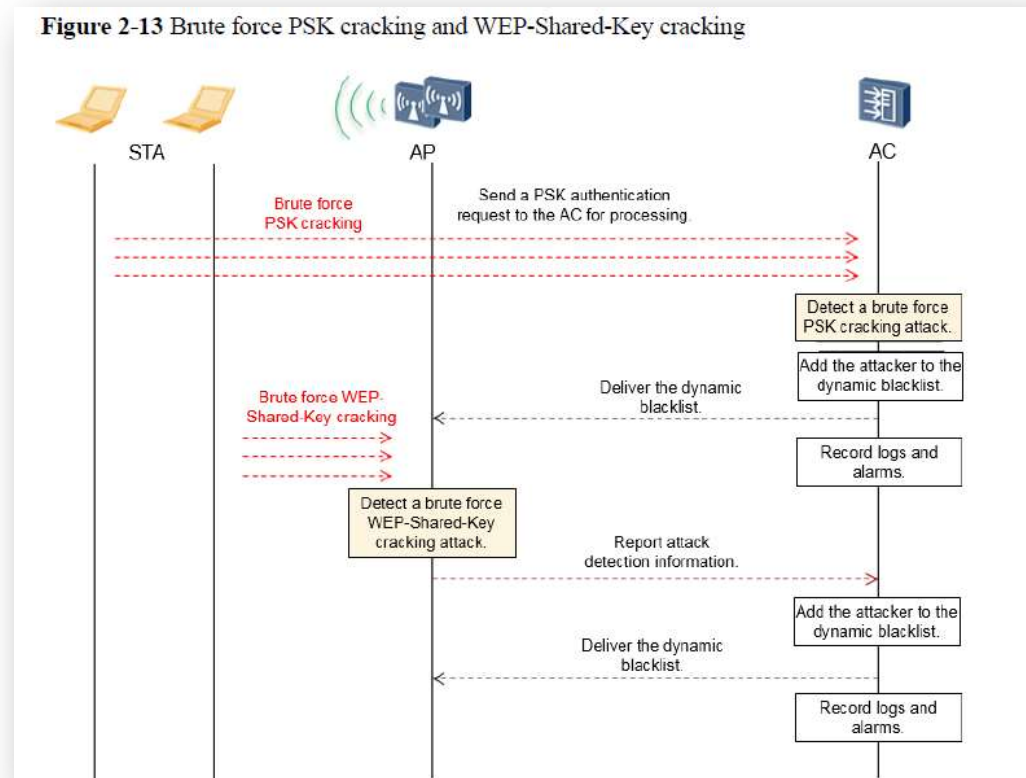 Figure 2-13 Brute force PSK cracking and WEP-Shared-Key cracking
STA
AP
AC
Brute force
PSK cracking
Send a PSK authentication
request to the AC for processing.
Detect a brute force
PSK cracking attack.
Add the attacker to the
dynamic blacklist.
Deliver the dynamic
blacklist.
Record logs and
alarms.
Brute force WEP-
Shared-Key cracking
Detect a brute force
WEP-Shared-Key
cracking attack.
Report attack
detection information.
Add the attacker to the
dynamic blacklist.
Deliver the dynamic
blacklist.
Record logs and
alarms.